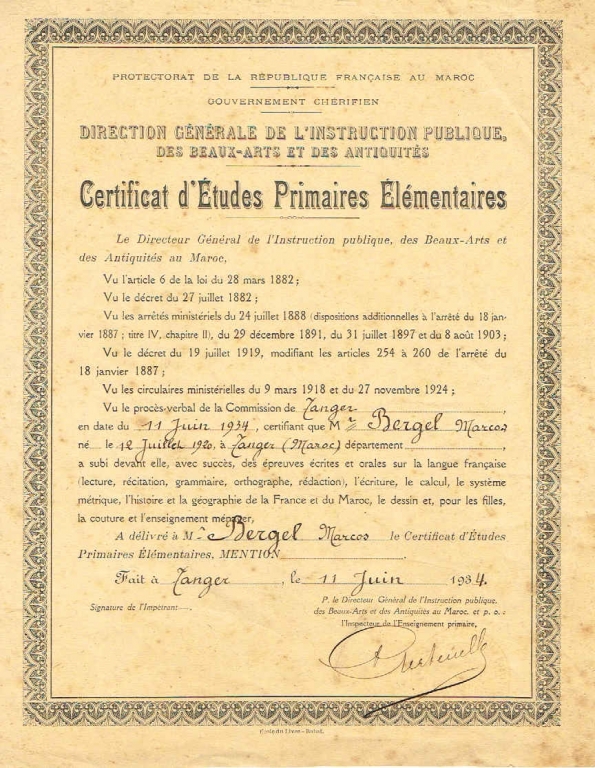 PROTECTORAT DE LA RÉPUBLIQUE FRANÇAISE AU MAROC
GOUVERNEMENT CHÉRIFIEN
DIRECTION GÉNÉRALE DE L'INSTRUCTION PUBLIQUE,
DES BEAUX-ARTS ET DES ANTIQUITÉS
Certificat d'Études Primaires Élémentaires
Le Directeur Général de l'Instruction publique, des Beaux-Arts et
des Antiquités au Maroc,
Vu l'article 6 de la loi du 28 mars 1882 ;
Vu le décret du 27 juillet 1882 ;
Vu les arrêtés ministériels du 24 juillet 1888 (dispositions additionnelles à l'arrêté du 18 jan-
vier 1887 ; titre IV, chapitre II), du 29 décembre 1891, du 31 juillet 1897 et du 8 août 1903 ;
Vu le décret du 19 juillet 1919, modifiant les articles 254 à 260 de l'arrêté du
18 janvier 1887 ;
Vu les circulaires ministérielles du 9 mars 1918 et du 27 novembre 1924 ;
Vu le procès-verbal de la Commission de Tanger,
en date du 11 Juin 1934, certifiant que M Bergel Marcos
né le 12 Juillet 1920, à Tanger (Maroc) département
a subi devant elle, avec succès, des épreuves écrites et orales sur la langue française
(lecture, récitation, grammaire, orthographe, rédaction), l'écriture, le calcul, le système
métrique, l'histoire et la géographie de la France et du Maroc, le dessin et, pour les filles,
la couture et l'enseignement ménager,
A délivré à M Bergel Marcos le Certificat d'Études
Primaires Élémentaires, MENTION
Fait à Tanger, le 11 Juin 1934.
P. le Directeur Général de l'Instruction publique,
des Beaux-Arts et des Antiquités au Maroc. et p. o. :
l'Inspecteur de l'Enseignement primaire,
Signature de l'Impétrant